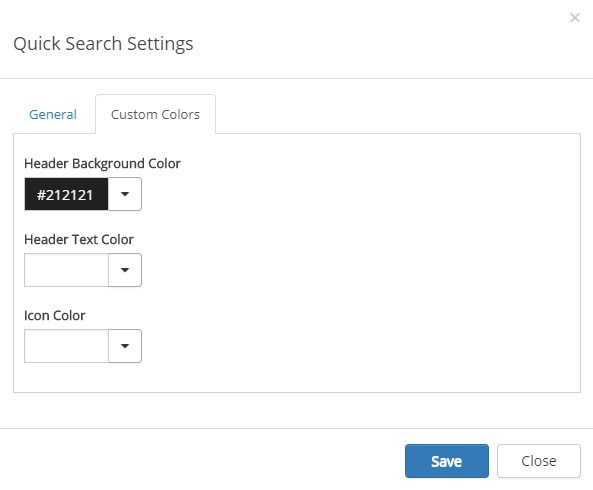 ×
Quick Search Settings
General
Custom Colors
Header Background Color
#212121
Header Text Color
Icon Color
Save
Close